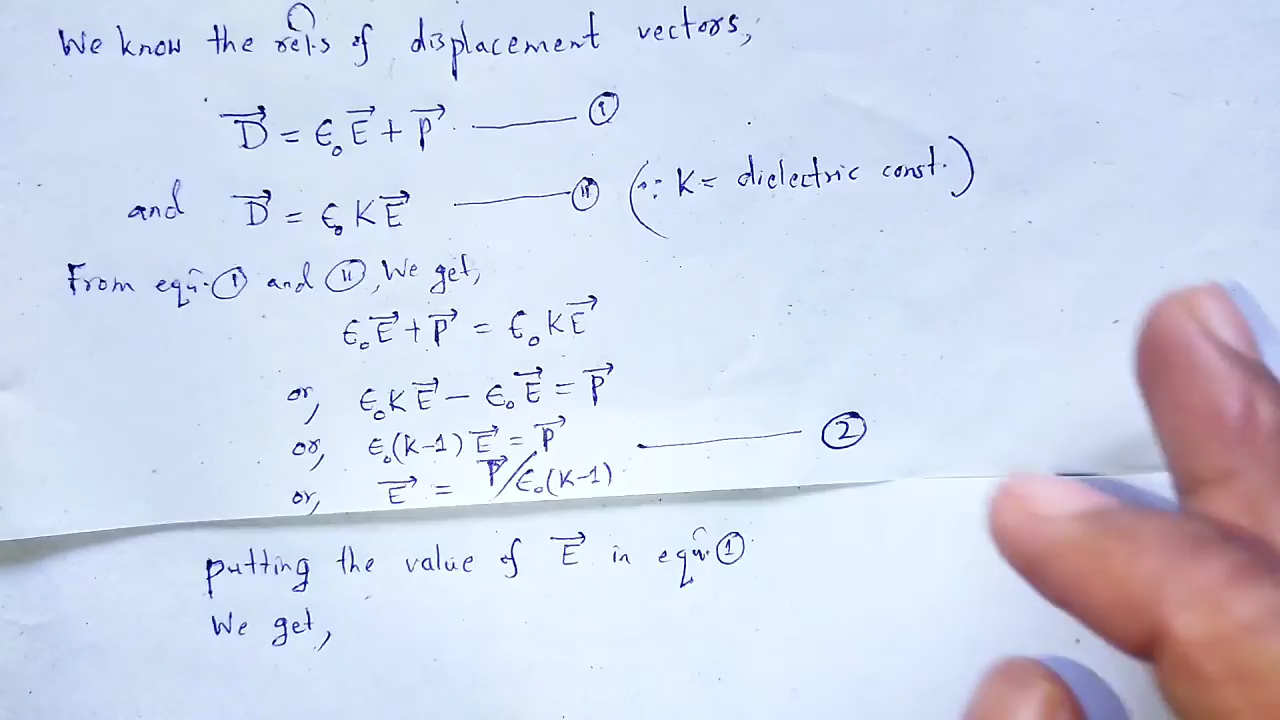 We know the rels of displacement vectors,
D⃗ = ϵ₀E⃗ + P⃗ ——— (i)
and D⃗ = ϵ₀KE⃗ ——— (ii) (∵ K = dielectric const.)
From eqn. (i) and (ii), We get,
ϵ₀E⃗ + P⃗ = ϵ₀KE⃗
or, ϵ₀KE⃗ − ϵ₀E⃗ = P⃗
or, ϵ₀(K−1)E⃗ = P⃗ ——— (2)
or, E⃗ = P⃗/ϵ₀(K−1)
putting the value of E⃗ in eqn. (1)
We get,